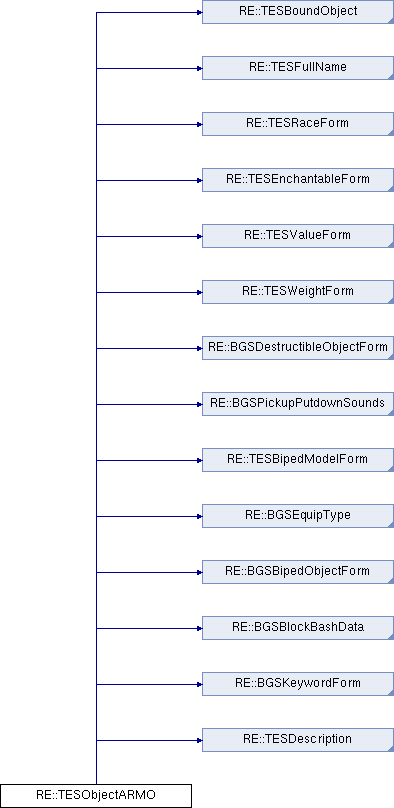 RE::TESBoundObject
RE::TESFullName
RE::TESRaceForm
RE::TESEnchantableForm
RE::TESValueForm
RE::TESWeightForm
RE::BGSDestructibleObjectForm
RE::BGSPickupPutdownSounds
RE::TESBipedModelForm
RE::BGSEquipType
RE::BGSBipedObjectForm
RE::BGSBlockBashData
RE::BGSKeywordForm
RE::TESDescription
RE::TESObjectARMO